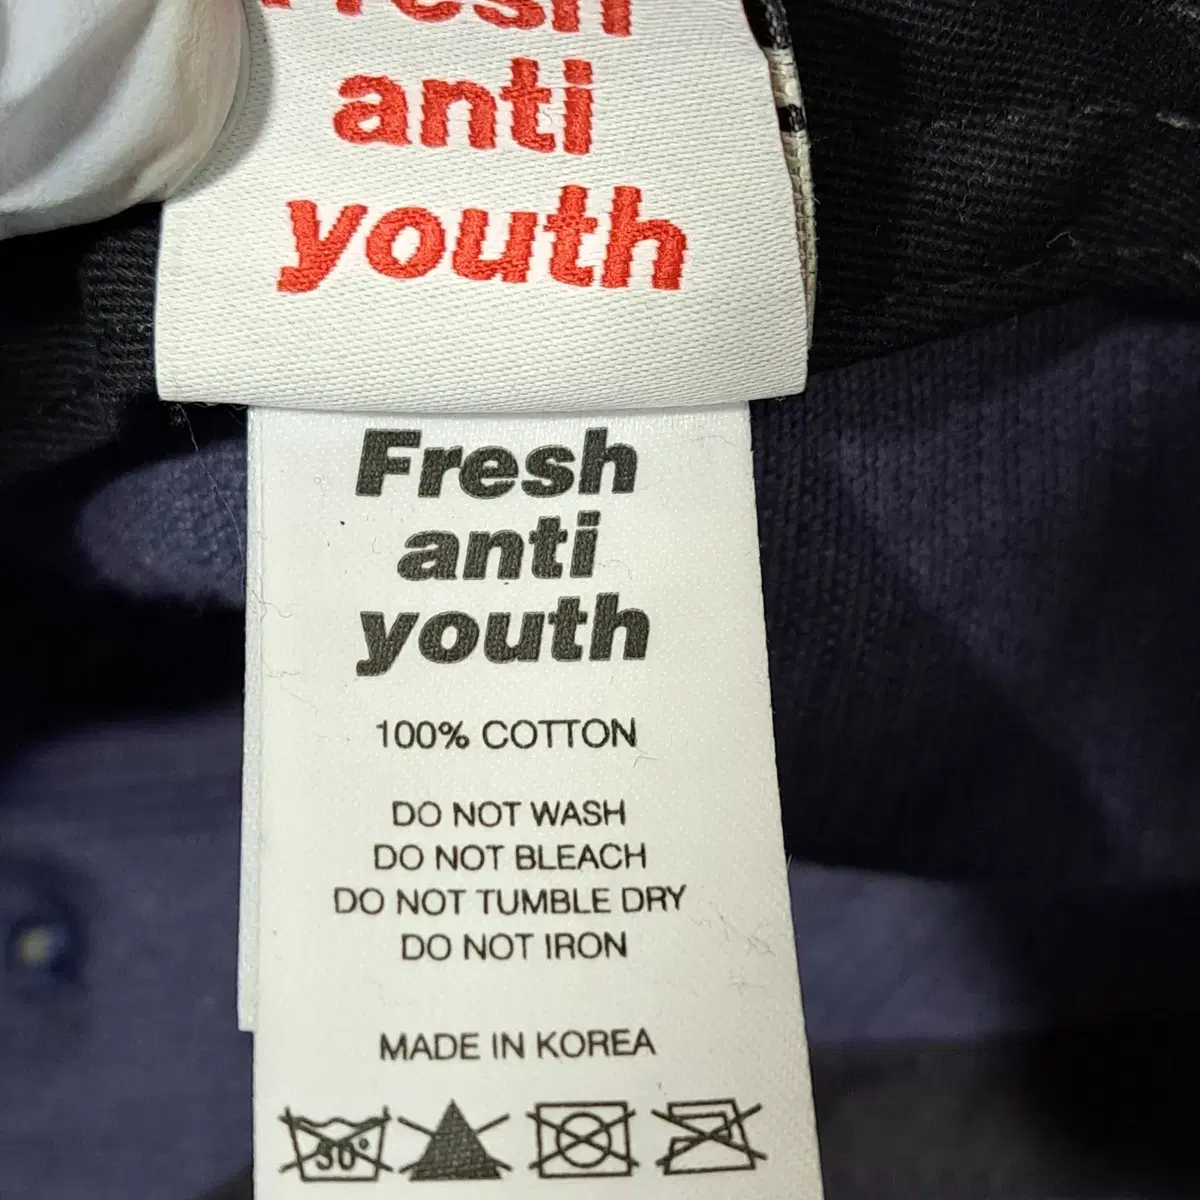 Fresh
anti
youth
Fresh
anti
youth
100% COTTON
DO NOT WASH
DO NOT BLEACH
DO NOT TUMBLE DRY
DO NOT IRON
MADE IN KOREA
30°